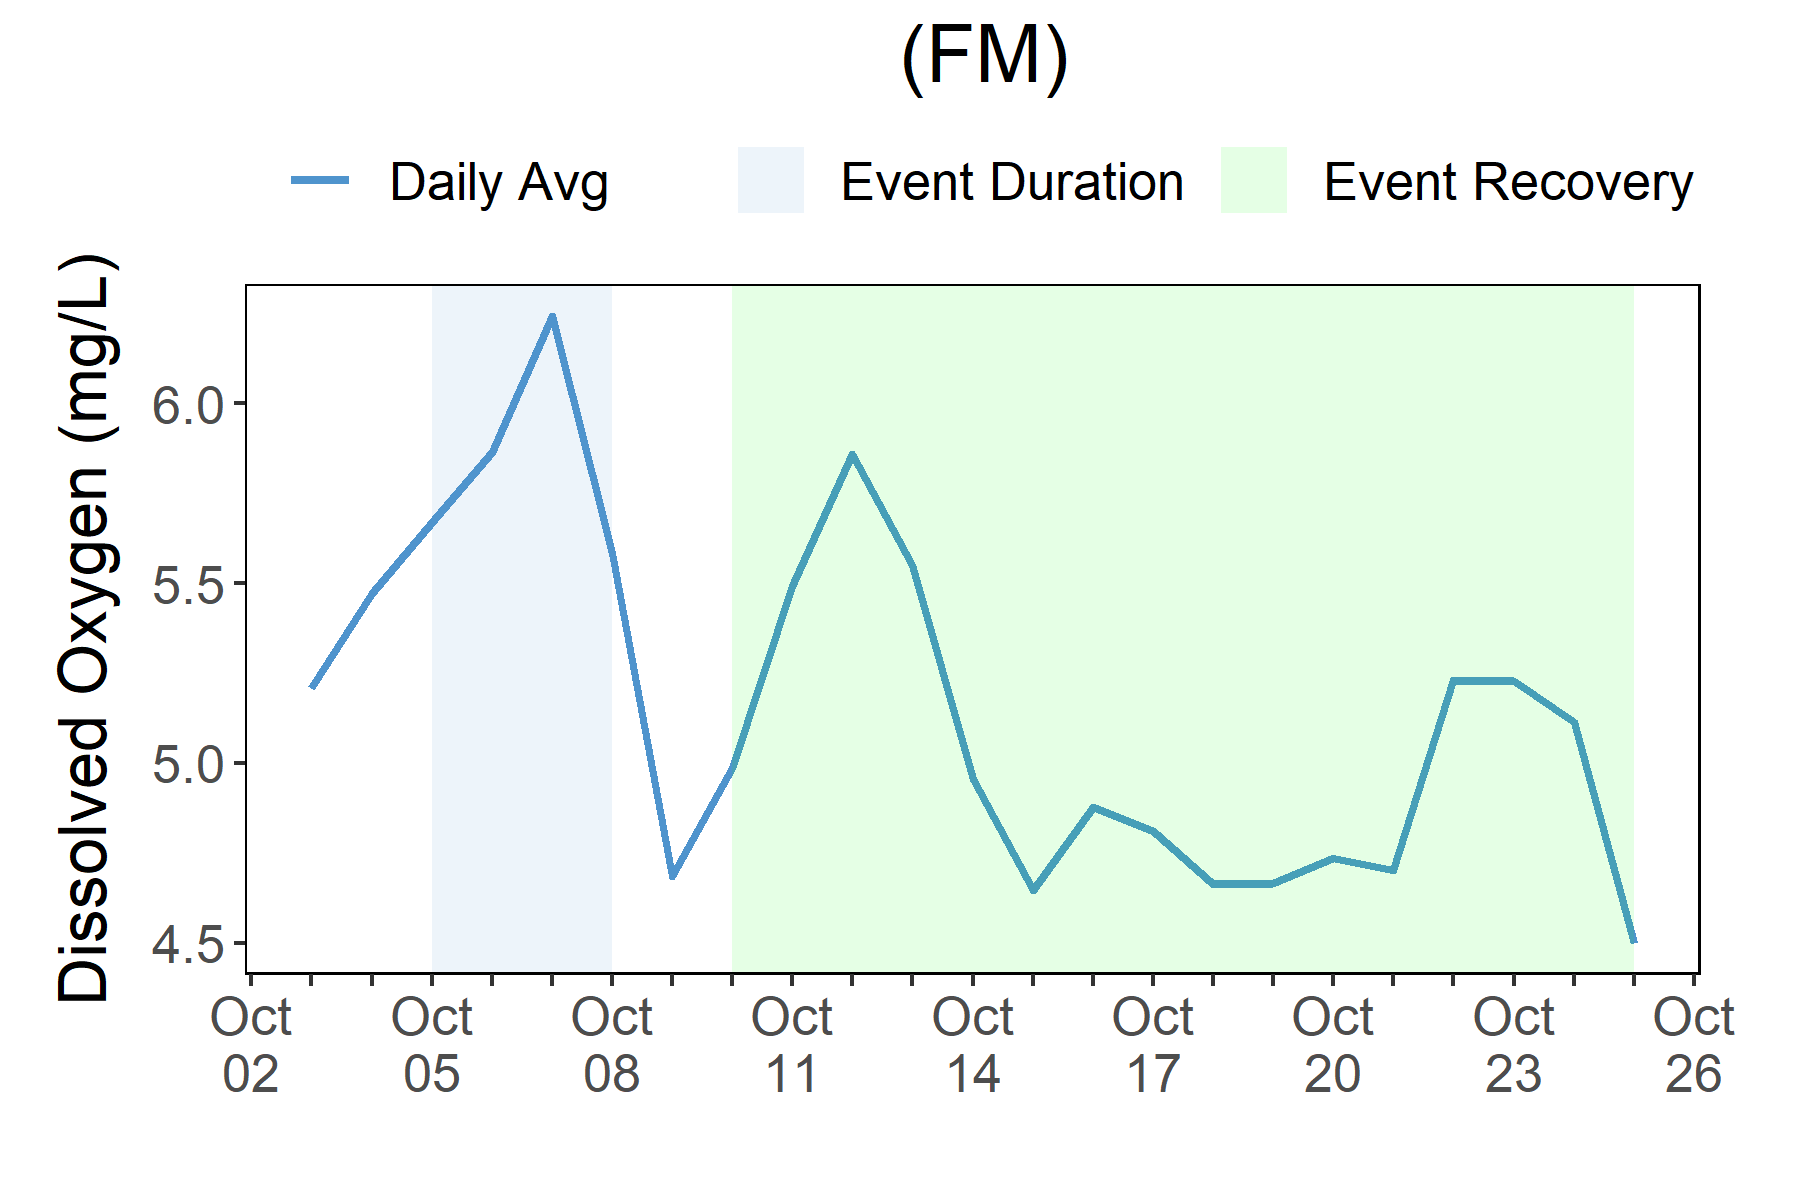 (FM)
Daily Avg
Event Duration
Event Recovery
Dissolved Oxygen (mg/L)
6.0
5.5
5.0
4.5
Oct 02
Oct 05
Oct 08
Oct 11
Oct 14
Oct 17
Oct 20
Oct 23
Oct 26